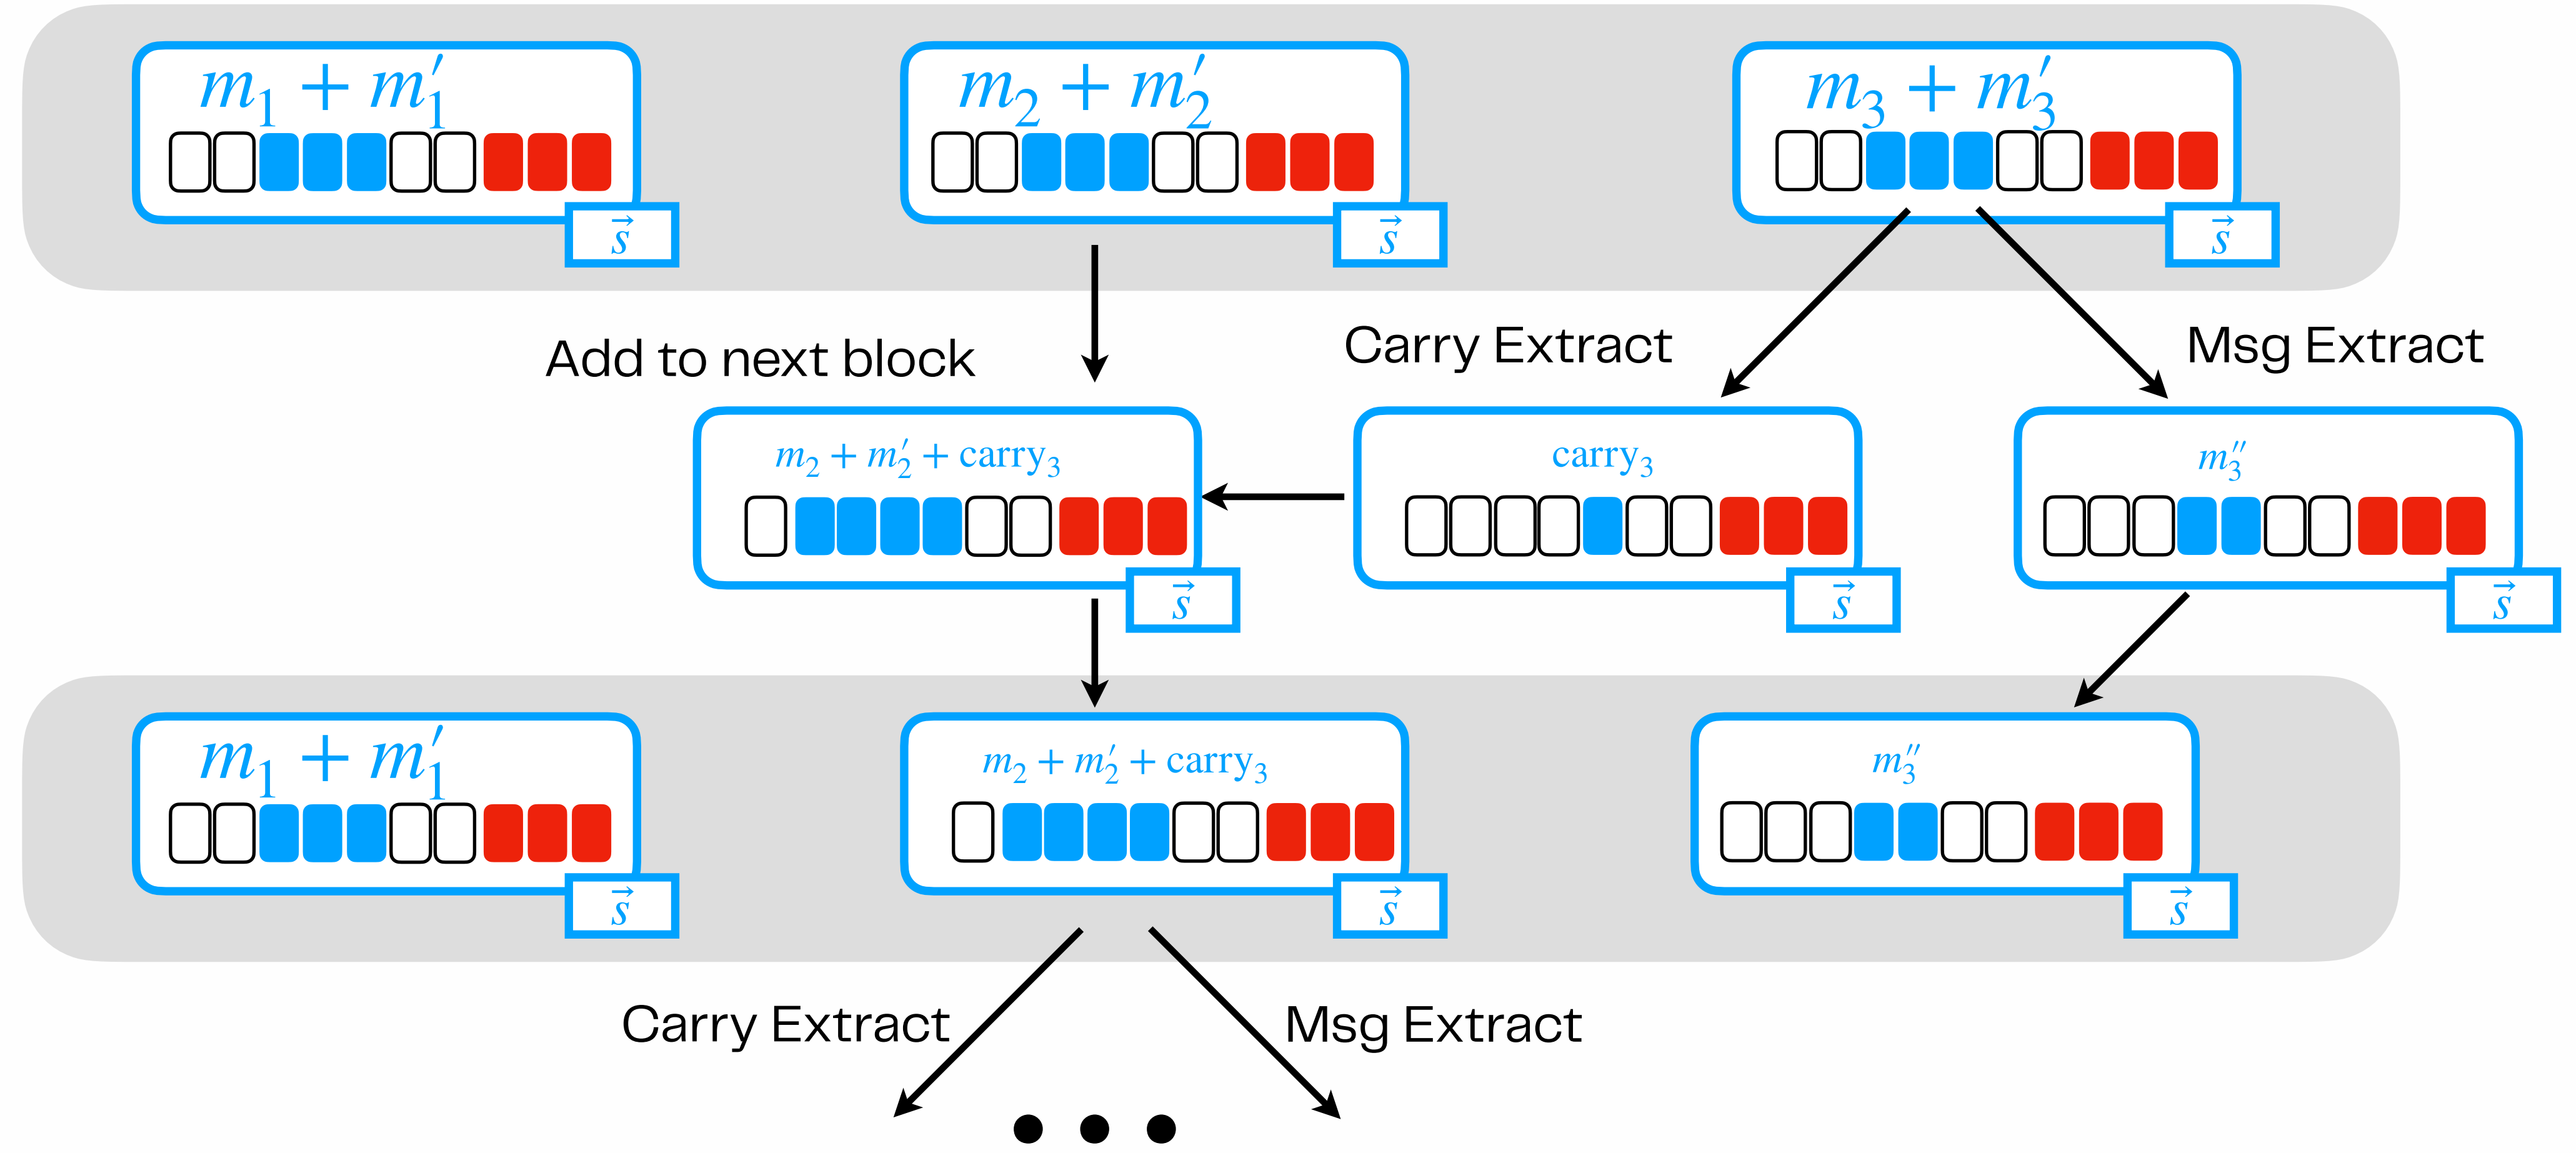 m₁ + m₁′
m₂ + m₂′
m₃ + m₃′
s⃗
s⃗
s⃗
Add to next block
Carry Extract
Msg Extract
m₂ + m₂′ + carry₃
carry₃
m₃″
s⃗
s⃗
s⃗
m₁ + m₁′
m₂ + m₂′ + carry₃
m₃″
s⃗
s⃗
s⃗
Carry Extract
Msg Extract